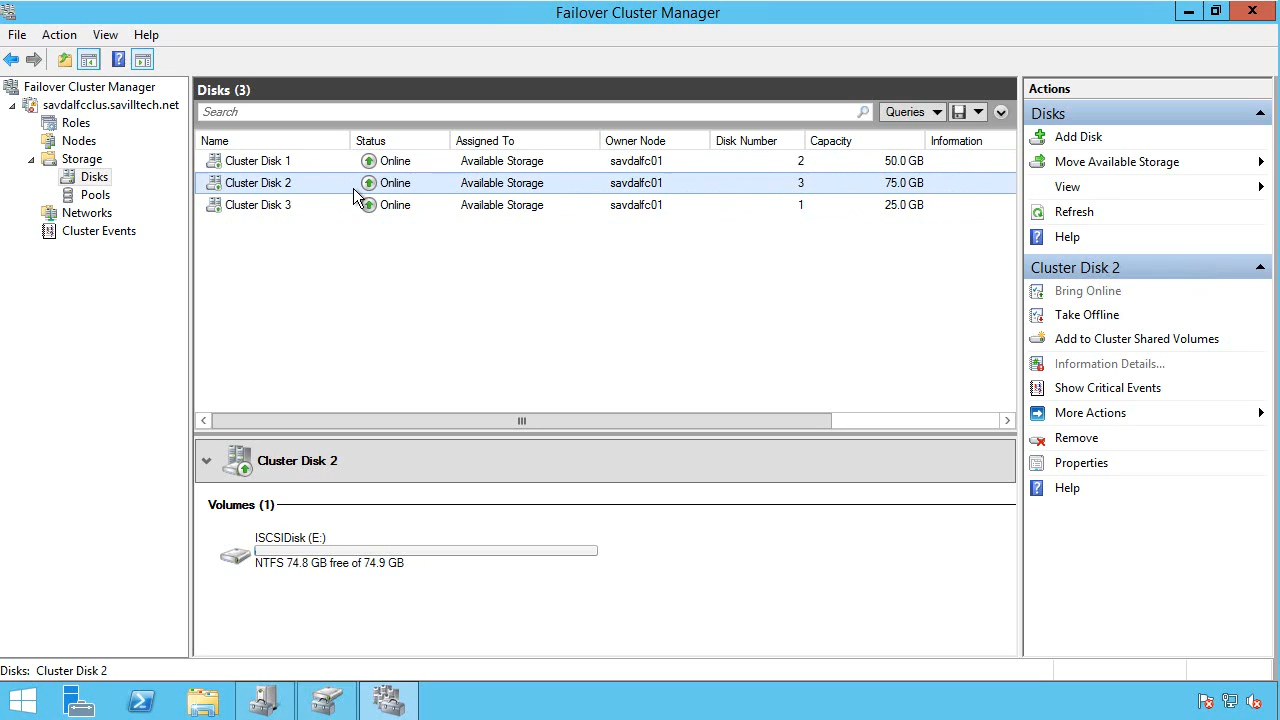 Failover Cluster Manager
File Action View Help
Failover Cluster Manager
savdalfcclus.savilltech.net
Roles
Nodes
Storage
Disks
Pools
Networks
Cluster Events
Disks (3)
Search
Queries
Name Status Assigned To Owner Node Disk Number Capacity Information
Cluster Disk 1 Online Available Storage savdalfc01 2 50.0 GB
Cluster Disk 2 Online Available Storage savdalfc01 3 75.0 GB
Cluster Disk 3 Online Available Storage savdalfc01 1 25.0 GB
Cluster Disk 2
Volumes (1)
ISCSIDisk (E:)
NTFS 74.8 GB free of 74.9 GB
Actions
Disks
Add Disk
Move Available Storage
View
Refresh
Help
Cluster Disk 2
Bring Online
Take Offline
Add to Cluster Shared Volumes
Information Details...
Show Critical Events
More Actions
Remove
Properties
Help
Disks: Cluster Disk 2